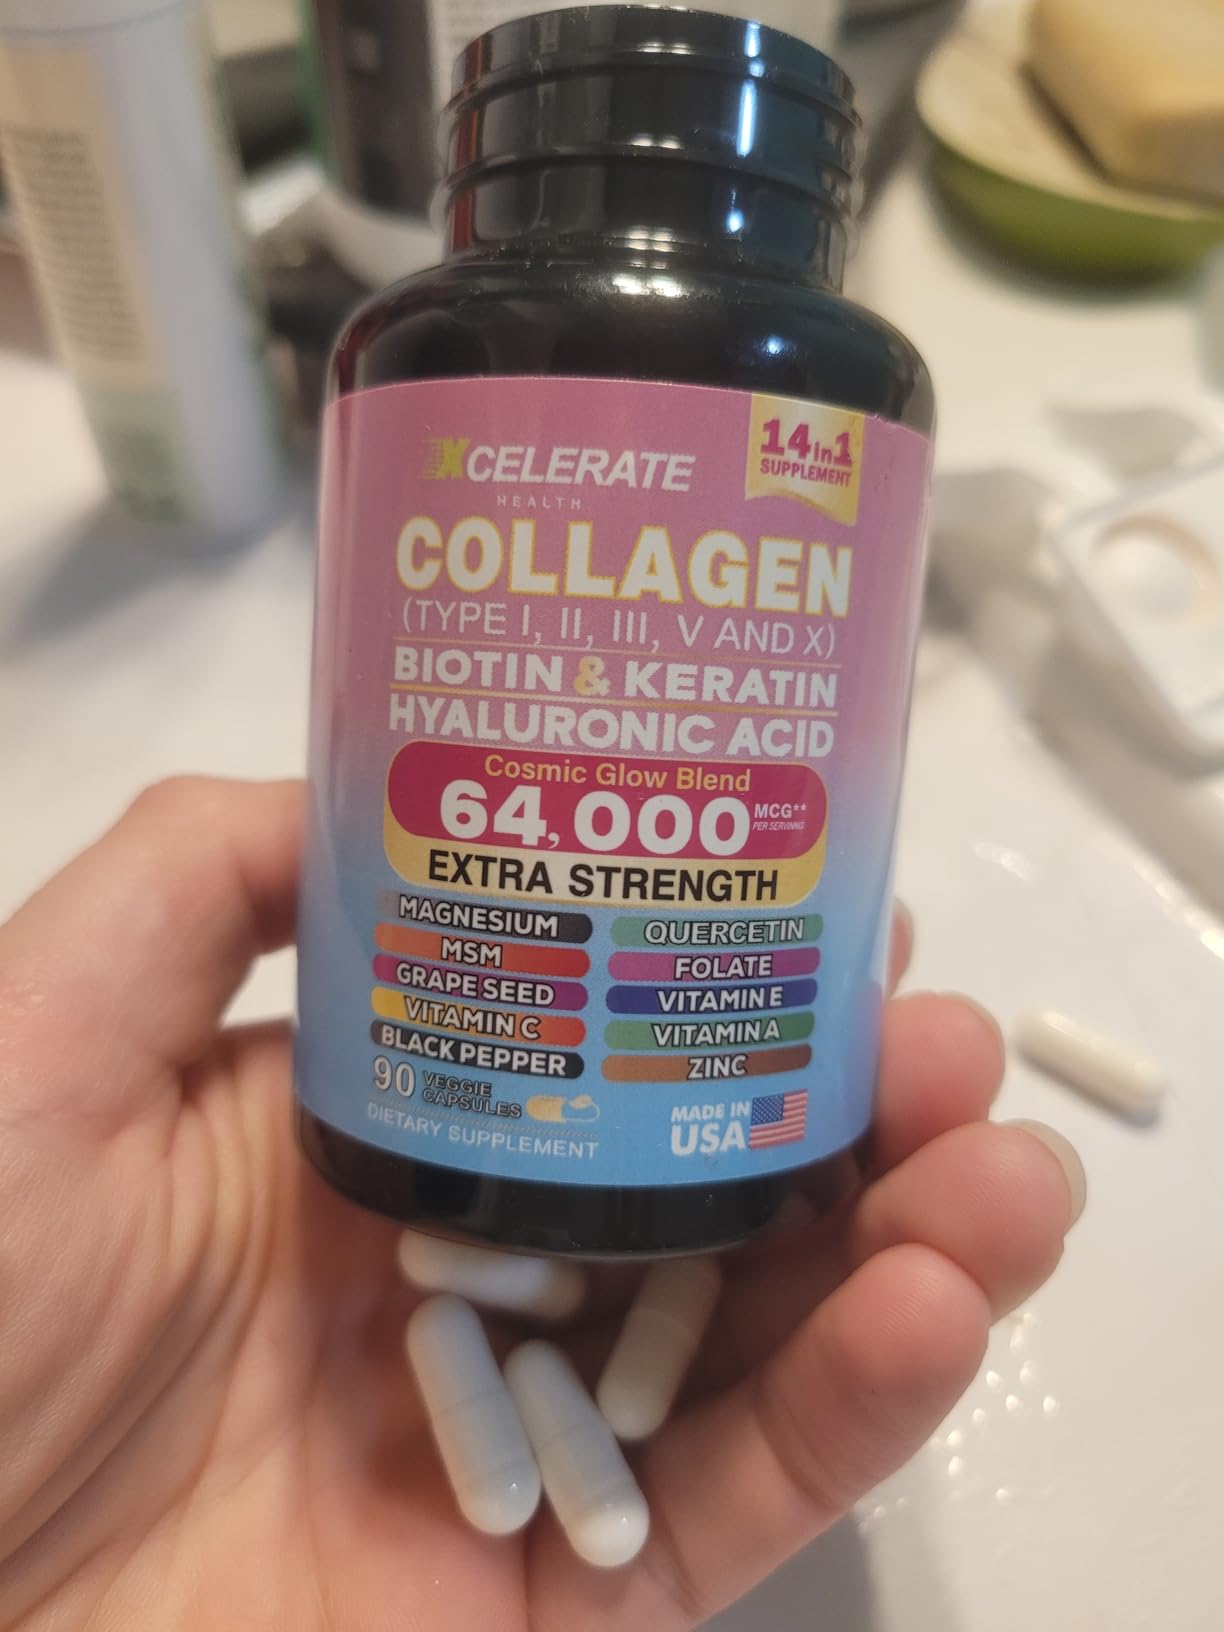 XCELERATE
HEALTH
14 in 1
SUPPLEMENT
COLLAGEN
(TYPE I, II, III, V AND X)
BIOTIN & KERATIN
HYALURONIC ACID
Cosmic Glow Blend
64,000 MCG**
PER SERVING
EXTRA STRENGTH
MAGNESIUM
MSM
GRAPE SEED
VITAMIN C
BLACK PEPPER
QUERCETIN
FOLATE
VITAMIN E
VITAMIN A
ZINC
90 VEGGIE
CAPSULES
DIETARY SUPPLEMENT
MADE IN
USA